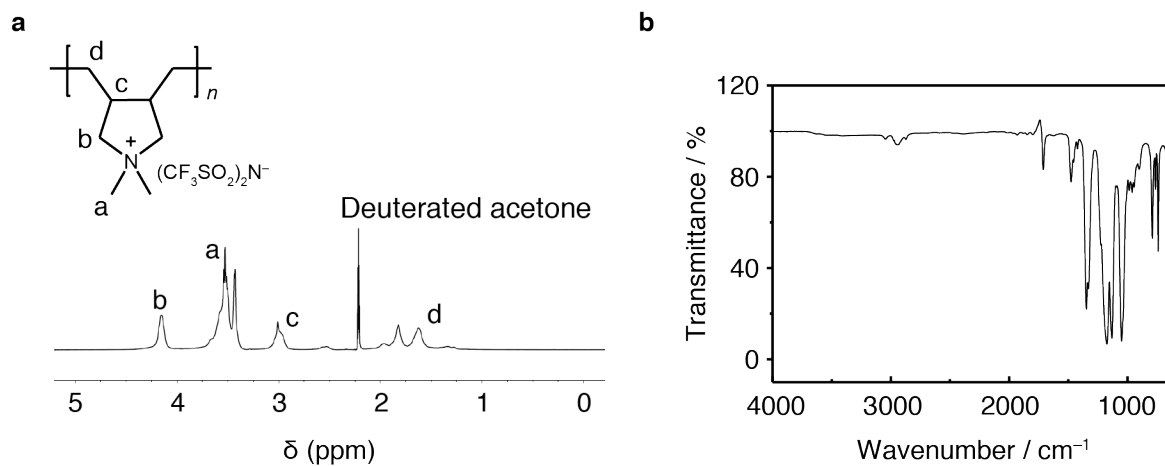 a
d
c
n
b
+
N
(CF₃SO₂)₂N⁻
a
Deuterated acetone
a
b
c
d
5 4 3 2 1 0
δ (ppm)
b
120
80
40
0
Transmittance / %
4000 3000 2000 1000
Wavenumber / cm⁻¹